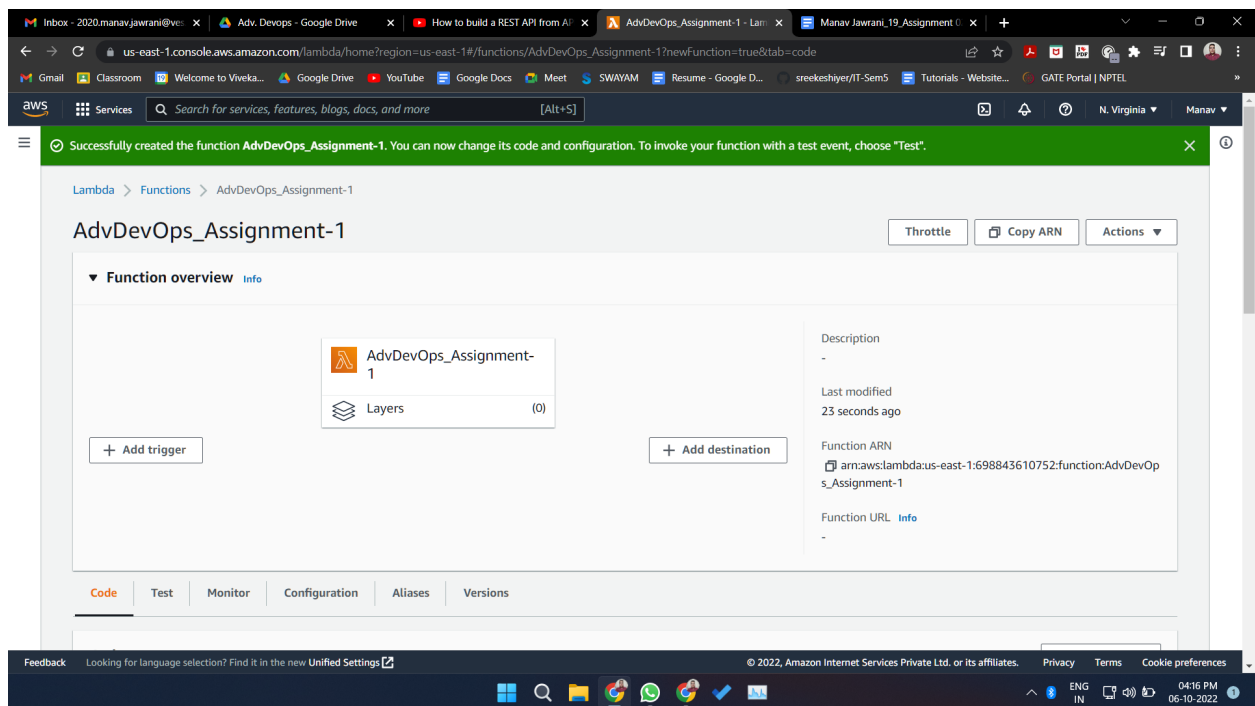 Inbox - 2020.manav.jawrani@ves
Adv. Devops - Google Drive
How to build a REST API from AP
AdvDevOps_Assignment-1 - Lam
Manav Jawrani_19_Assignment 0
us-east-1.console.aws.amazon.com/lambda/home?region=us-east-1#/functions/AdvDevOps_Assignment-1?newFunction=true&tab=code
Gmail
Classroom
Welcome to Viveka...
Google Drive
YouTube
Google Docs
Meet
SWAYAM
Resume - Google D...
sreekeshiyer/IT-Sem5
Tutorials - Website...
GATE Portal | NPTEL
»
aws
Services
Search for services, features, blogs, docs, and more
[Alt+S]
N. Virginia
Manav
Successfully created the function AdvDevOps_Assignment-1. You can now change its code and configuration. To invoke your function with a test event, choose "Test".
Lambda > Functions > AdvDevOps_Assignment-1
AdvDevOps_Assignment-1
Throttle
Copy ARN
Actions
Function overview Info
AdvDevOps_Assignment-
1
Layers (0)
+ Add trigger
+ Add destination
Description
-
Last modified
23 seconds ago
Function ARN
arn:aws:lambda:us-east-1:698843610752:function:AdvDevOp
s_Assignment-1
Function URL Info
-
Code
Test
Monitor
Configuration
Aliases
Versions
Feedback
Looking for language selection? Find it in the new Unified Settings
© 2022, Amazon Internet Services Private Ltd. or its affiliates.
Privacy
Terms
Cookie preferences
ENG
IN
04:16 PM
06-10-2022
1